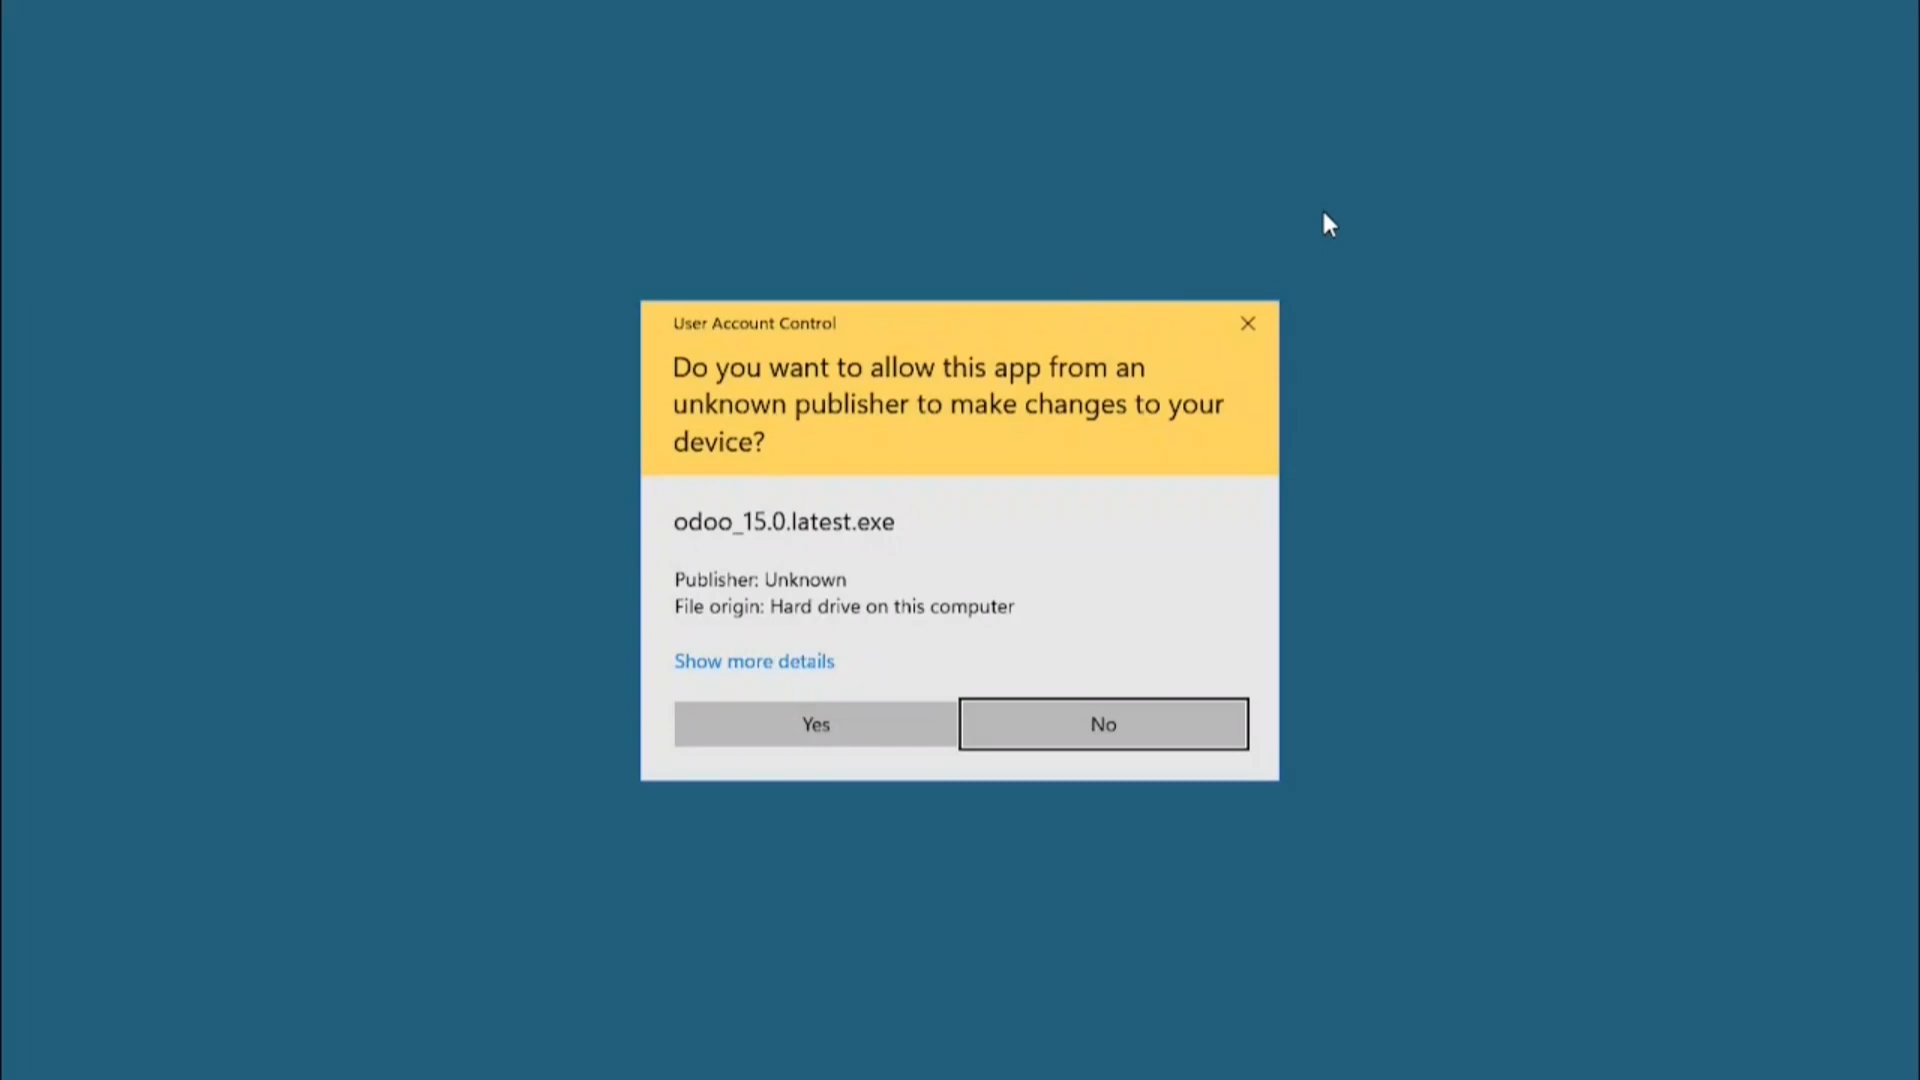 User Account Control
Do you want to allow this app from an
unknown publisher to make changes to your
device?
odoo_15.0.latest.exe
Publisher: Unknown
File origin: Hard drive on this computer
Show more details
Yes
No